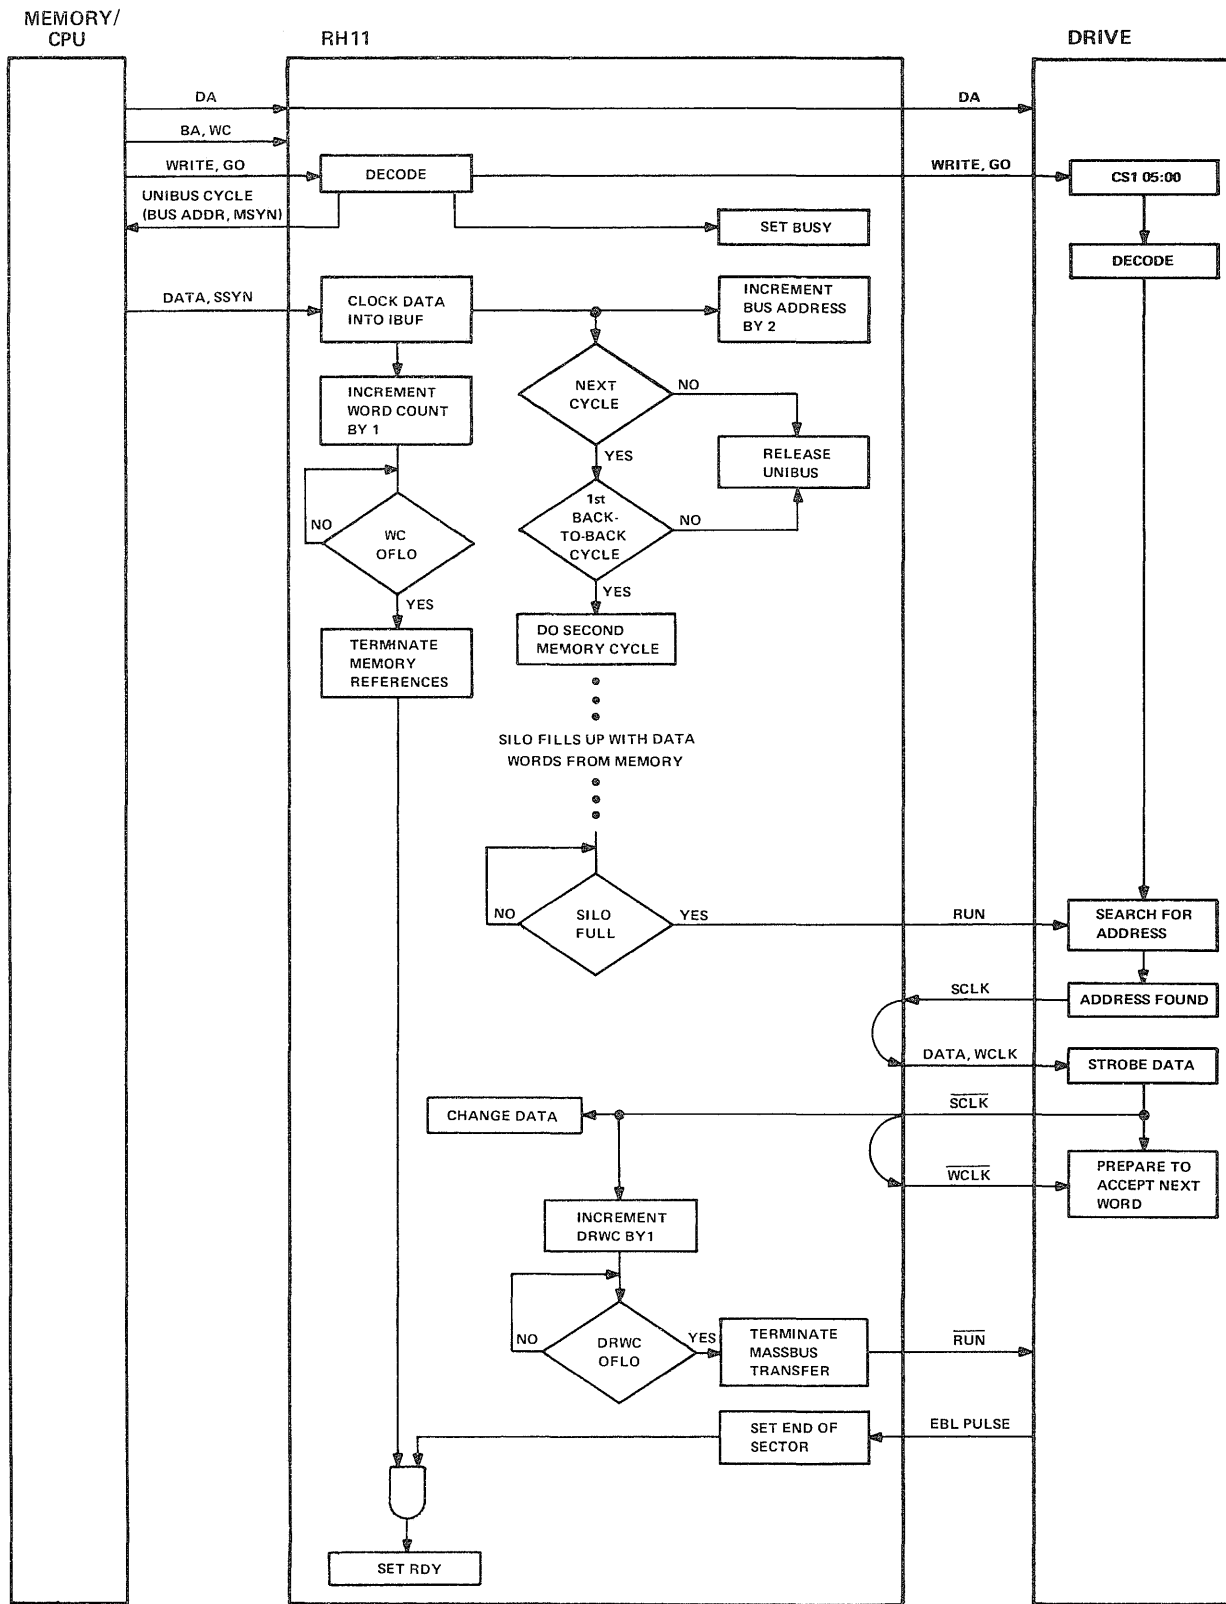 MEMORY/
CPU
RH11
DRIVE
DA
DA
BA, WC
WRITE, GO
DECODE
WRITE, GO
CS1 05:00
UNIBUS CYCLE
(BUS ADDR, MSYN)
SET BUSY
DECODE
DATA, SSYN
CLOCK DATA
INTO IBUF
INCREMENT
BUS ADDRESS
BY 2
INCREMENT
WORD COUNT
BY 1
NEXT
CYCLE
NO
YES
RELEASE
UNIBUS
1st
BACK-
TO-BACK
CYCLE
NO
YES
NO
WC
OFLO
YES
DO SECOND
MEMORY CYCLE
TERMINATE
MEMORY
REFERENCES
SILO FILLS UP WITH DATA
WORDS FROM MEMORY
NO
SILO
FULL
YES
RUN
SEARCH FOR
ADDRESS
SCLK
ADDRESS FOUND
DATA, WCLK
STROBE DATA
CHANGE DATA
SCLK
WCLK
PREPARE TO
ACCEPT NEXT
WORD
INCREMENT
DRWC BY1
NO
DRWC
OFLO
YES
TERMINATE
MASSBUS
TRANSFER
RUN
SET END OF
SECTOR
EBL PULSE
SET RDY